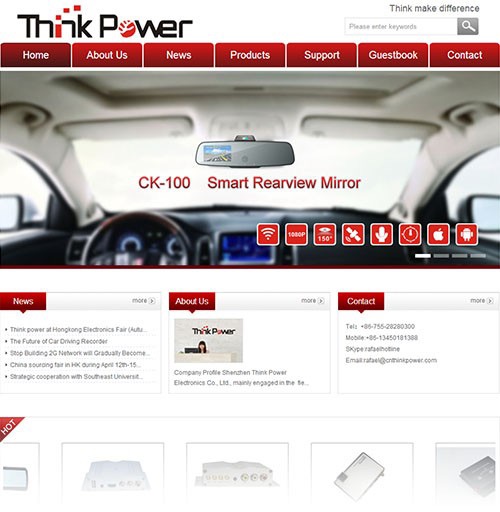 Think Power
Think make difference
Please enter keywords
Home
About Us
News
Products
Support
Guestbook
Contact
CK-100 Smart Rearview Mirror
1080P
150°
News
more
About Us
more
Contact
more
Think power at Hongkong Electronics Fair (Autu...
The Future of Car Driving Recorder
Stop Building 2G Network will Gradually Become...
China sourcing fair in HK during April 12th-15...
Strategic cooperation with Southeast Universit...
Think Power
Company Profile Shenzhen Think Power
Electronics Co., Ltd., mainly engaged in the fie...
Tel: +86-755-28280300
Mobile:+86-13450181388
SKype:rafaelhotline
Email:rafael@cnthinkpower.com
HOT